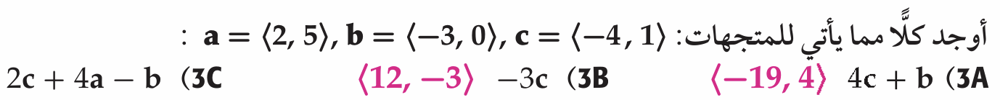 أوجد كلًّا مما يأتي للمتجهات: a = ⟨2, 5⟩, b = ⟨−3, 0⟩, c = ⟨−4, 1⟩ :
3A) 4c + b ⟨−19, 4⟩ 3B) −3c ⟨12, −3⟩ 3C) 2c + 4a − b